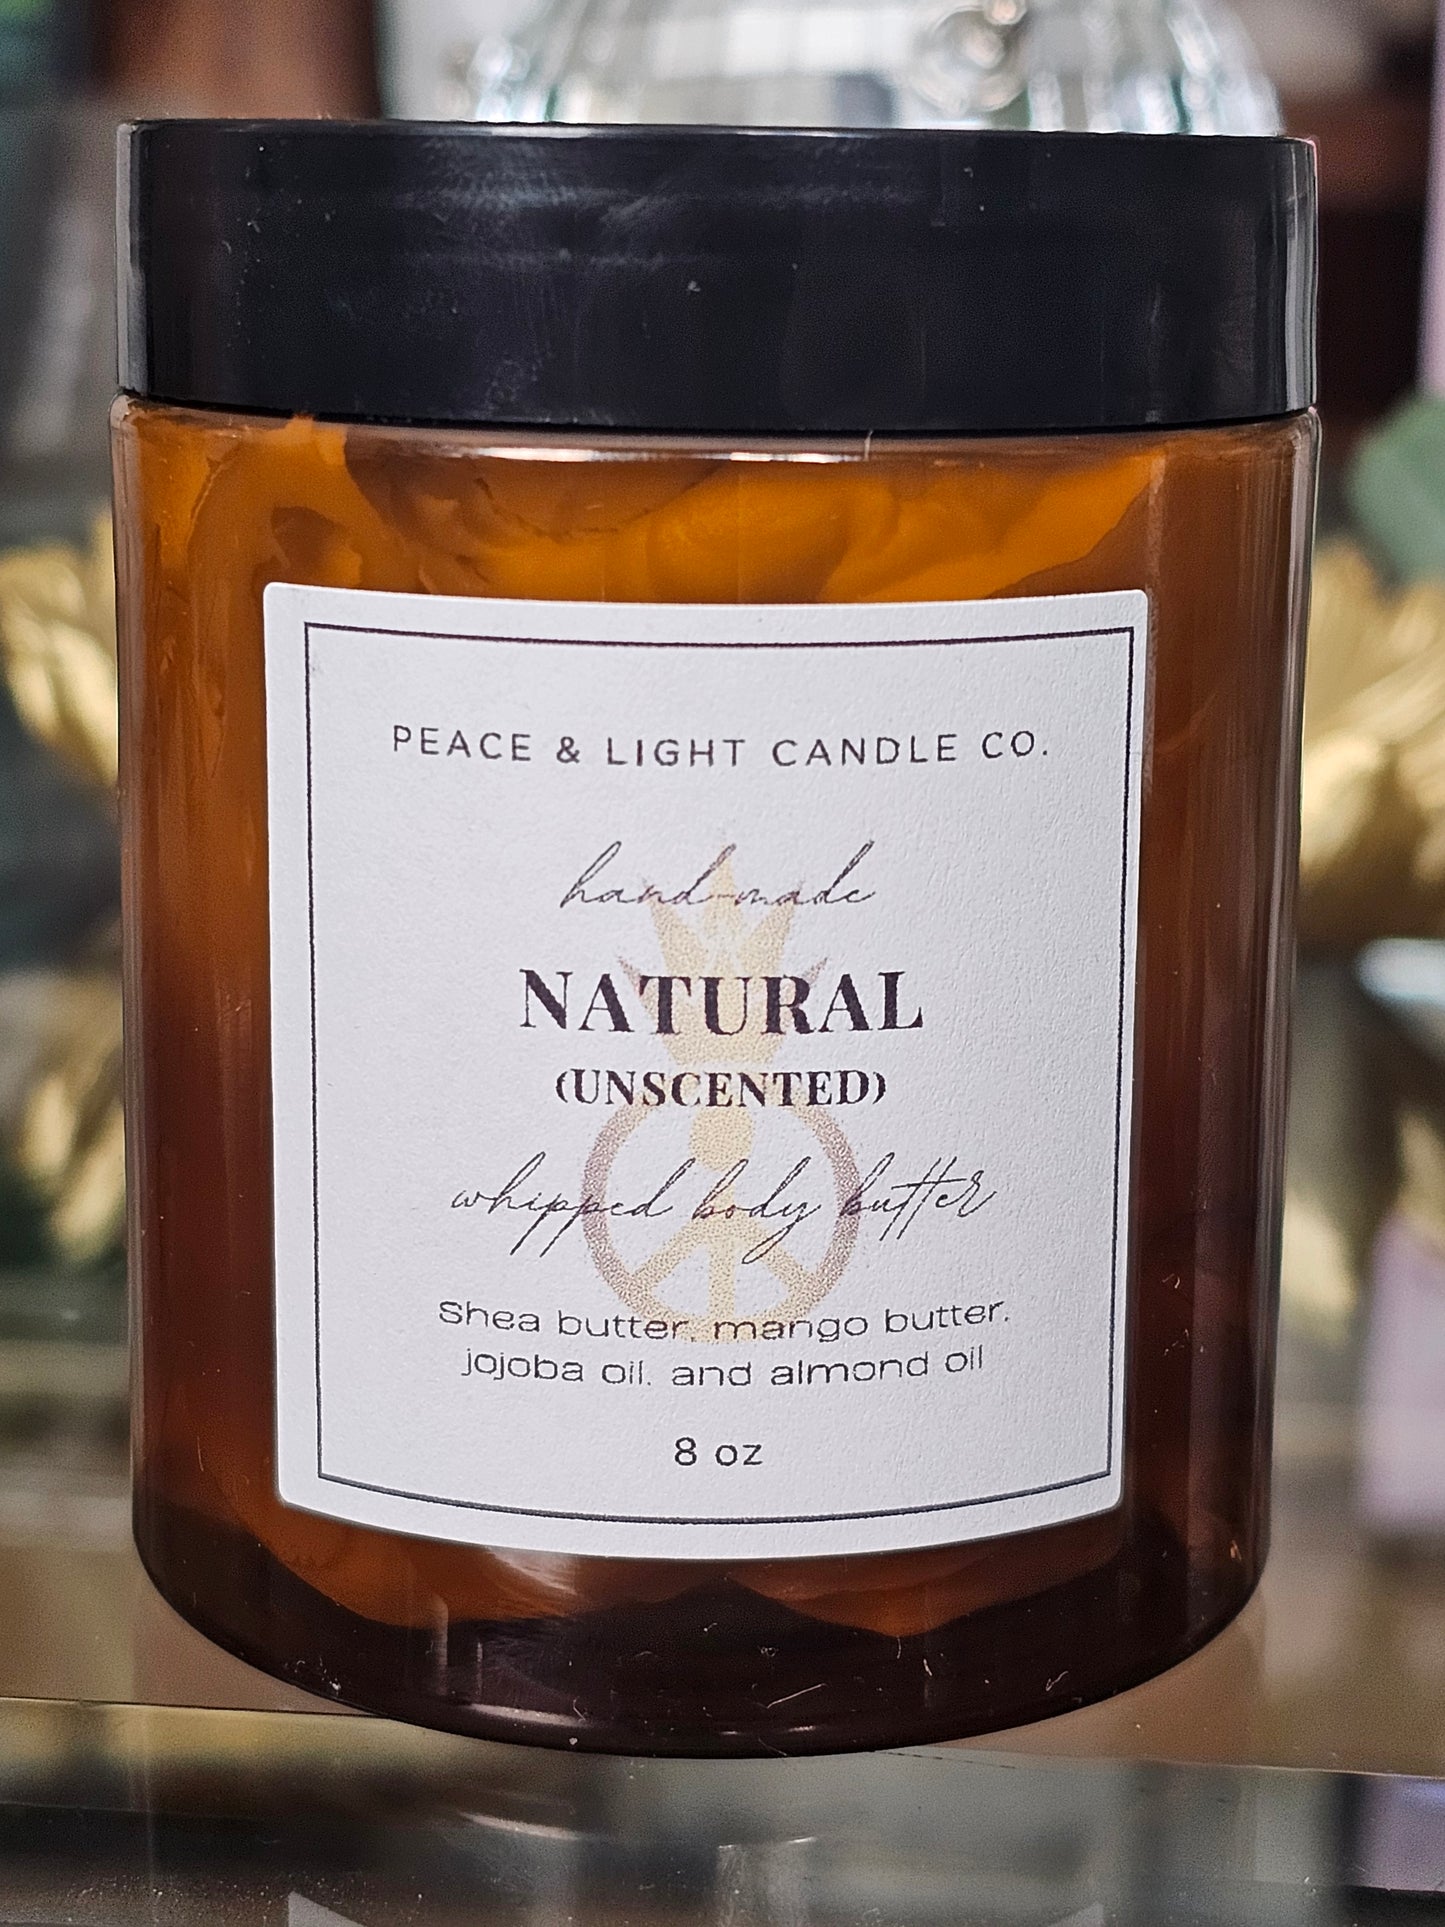 PEACE & LIGHT CANDLE CO.
hand-made
NATURAL
(UNSCENTED)
whipped body butter
Shea butter, mango butter,
jojoba oil, and almond oil
8 oz